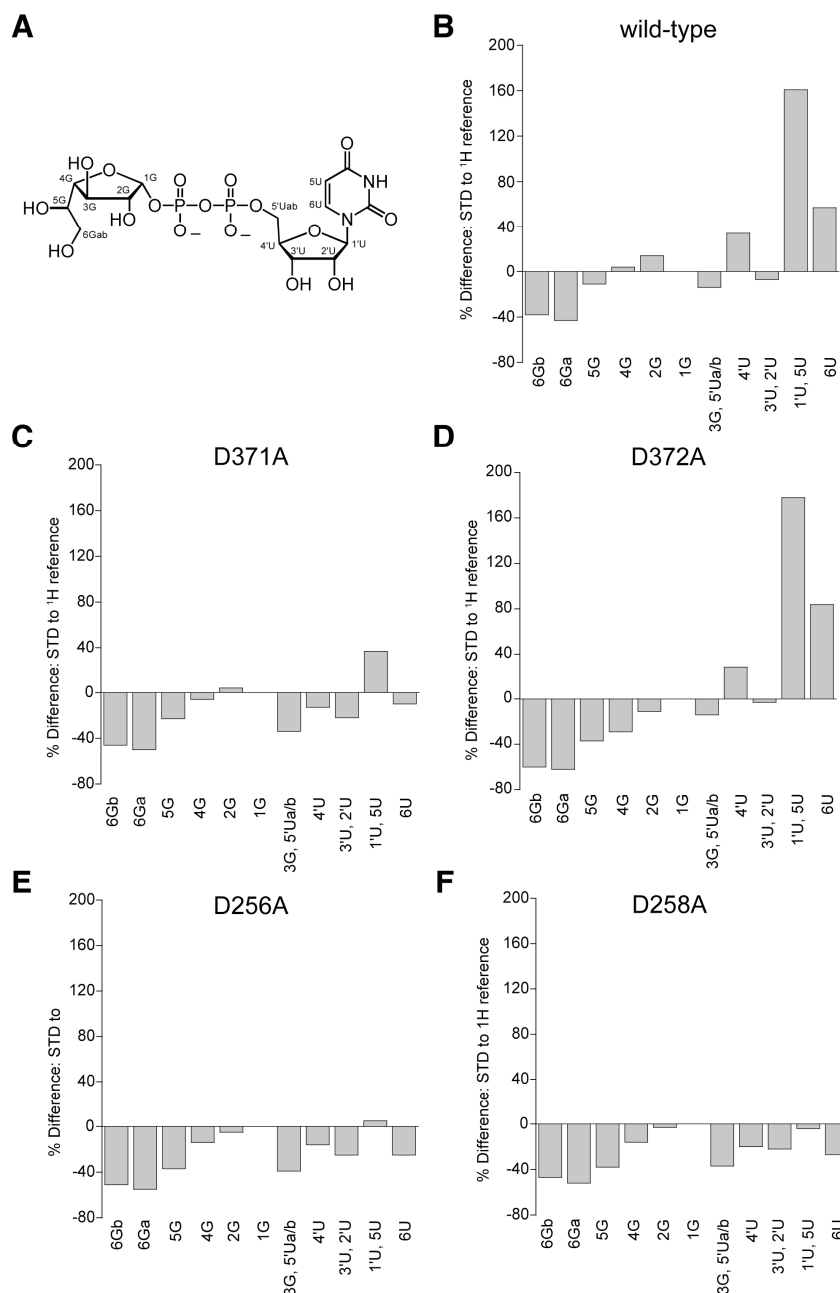 A
HO
O
O
O
4G
HO
1G
2G
5G
3G
HO
OH
O
P
O
P
O
O
O
6Gab
HO
5'Uab
5U
6U
NH
N
O
O
4'U
1'U
3'U
2'U
OH
OH
B
wild-type
% Difference: STD to ¹H reference
200
160
120
80
40
0
-40
-80
6Gb
6Ga
5G
4G
2G
1G
3G, 5'Ua/b
4'U
3'U, 2'U
1'U, 5U
6U
C
D371A
% Difference: STD to ¹H reference
200
160
120
80
40
0
-40
-80
6Gb
6Ga
5G
4G
2G
1G
3G, 5'Ua/b
4'U
3'U, 2'U
1'U, 5U
6U
D
D372A
% Difference: STD to ¹H reference
200
160
120
80
40
0
-40
-80
6Gb
6Ga
5G
4G
2G
1G
3G, 5'Ua/b
4'U
3'U, 2'U
1'U, 5U
6U
E
D256A
% Difference: STD to
200
160
120
80
40
0
-40
-80
6Gb
6Ga
5G
4G
2G
1G
3G, 5'Ua/b
4'U
3'U, 2'U
1'U, 5U
6U
F
D258A
% Difference: STD to 1H reference
200
160
120
80
40
0
-40
-80
6Gb
6Ga
5G
4G
2G
1G
3G, 5'Ua/b
4'U
3'U, 2'U
1'U, 5U
6U